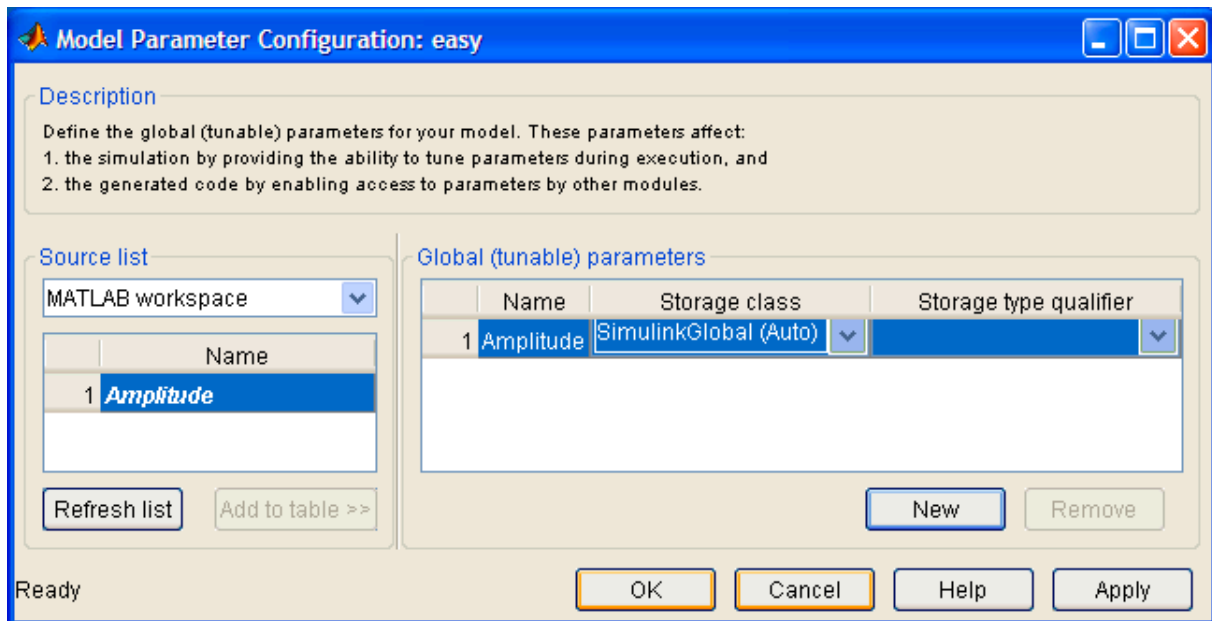 Model Parameter Configuration: easy
Description
Define the global (tunable) parameters for your model. These parameters affect:
1. the simulation by providing the ability to tune parameters during execution, and
2. the generated code by enabling access to parameters by other modules.
Source list
MATLAB workspace
Name
1 Amplitude
Refresh list Add to table >>
Global (tunable) parameters
Name Storage class Storage type qualifier
1 Amplitude SimulinkGlobal (Auto)
New Remove
Ready OK Cancel Help Apply